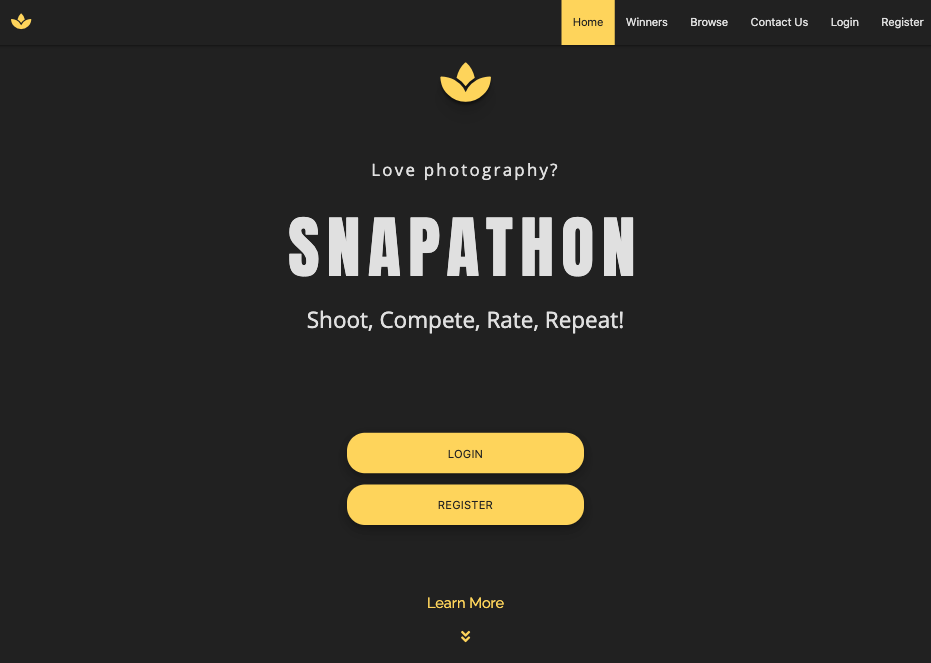 Home Winners Browse Contact Us Login Register
Love photography?
SNAPATHON
Shoot, Compete, Rate, Repeat!
LOGIN
REGISTER
Learn More